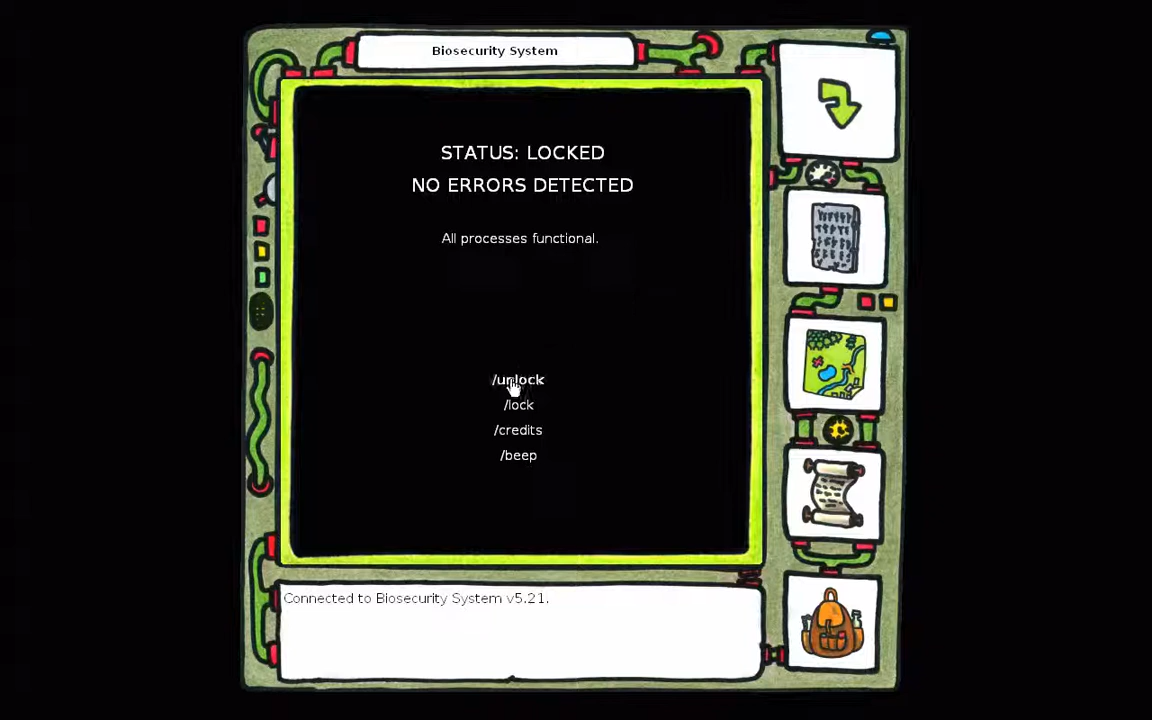 Biosecurity System
STATUS: LOCKED
NO ERRORS DETECTED
All processes functional.
/unlock
/lock
/credits
/beep
Connected to Biosecurity System v5.21.